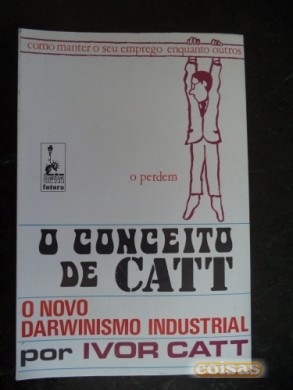 como manter o seu emprego enquanto outros
o perdem
futura
O CONCEITO
DE CATT
O NOVO
DARWINISMO INDUSTRIAL
por IVOR CATT
coisas